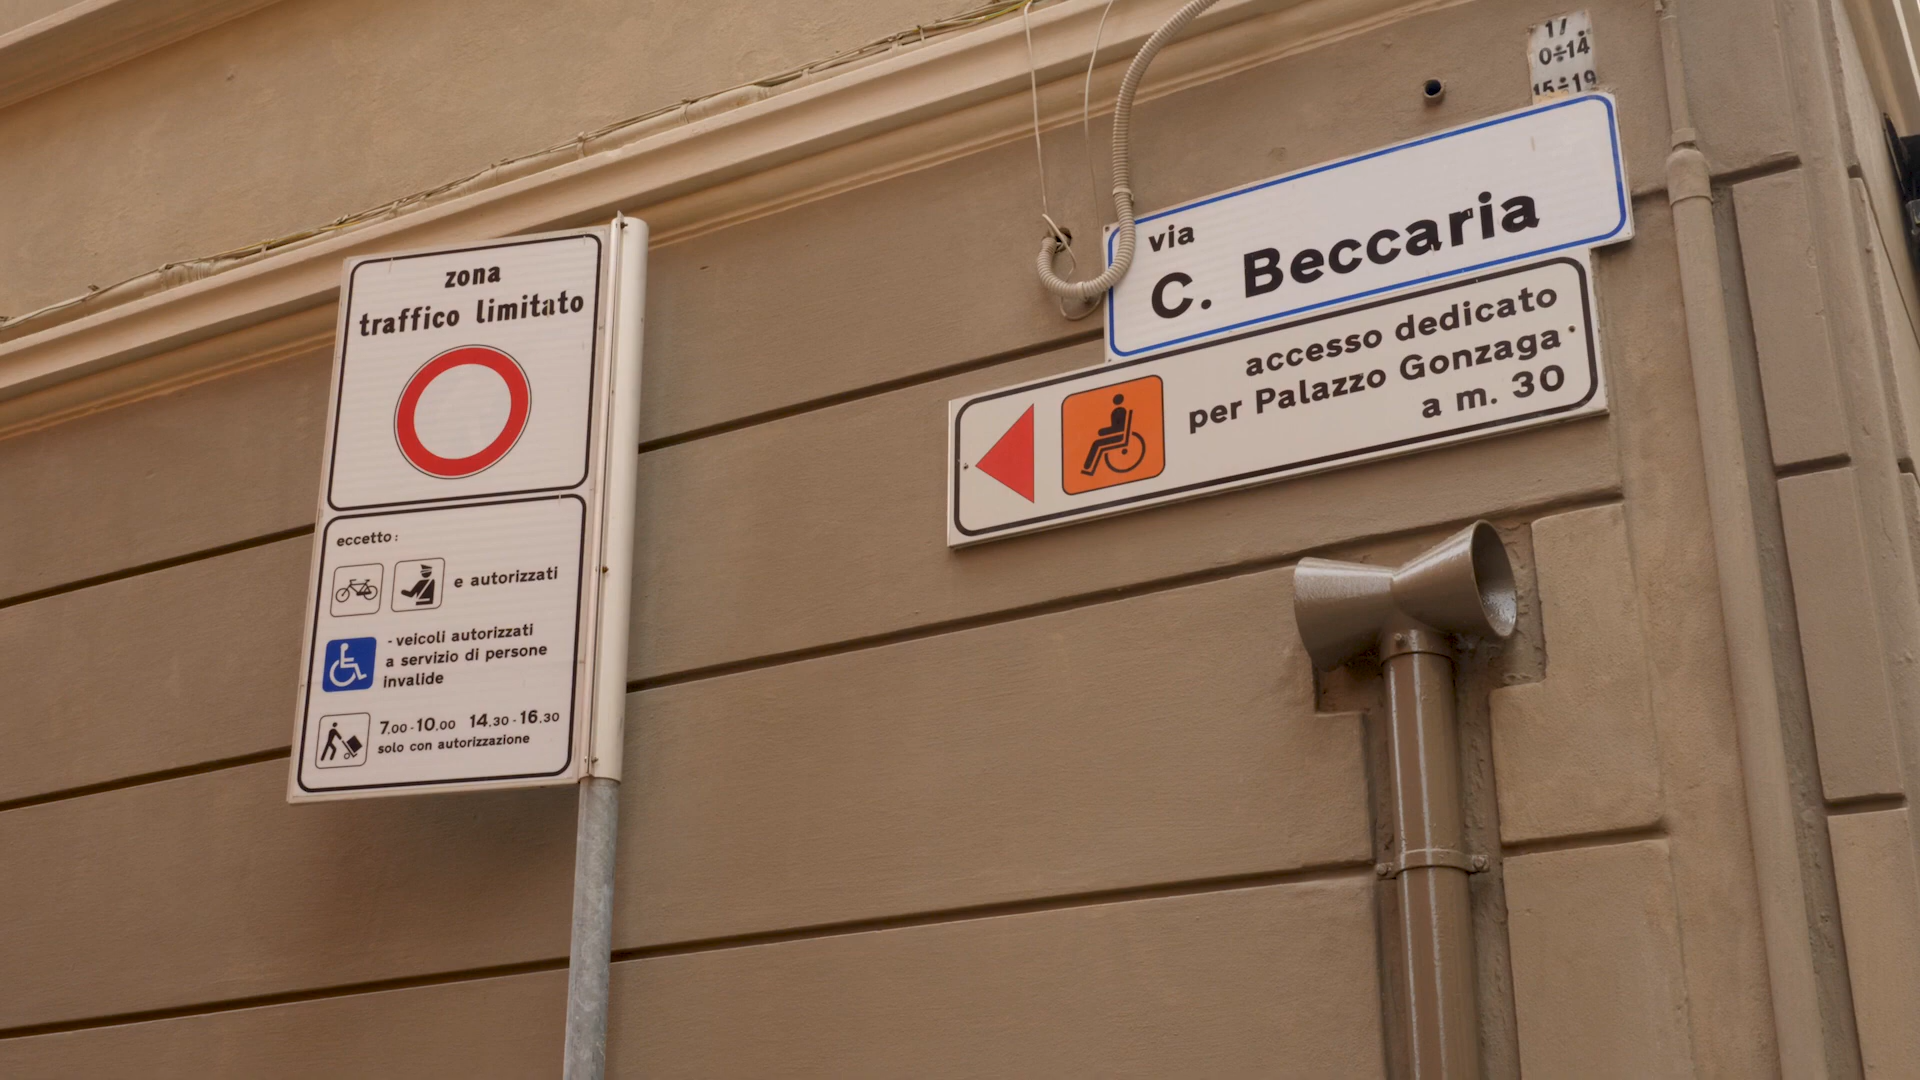 zona
traffico limitato
eccetto:
e autorizzati
- veicoli autorizzati
a servizio di persone
invalide
7.00 - 10.00 14.30 - 16.30
solo con autorizzazione
17
0÷14
15÷19
via
C. Beccaria
accesso dedicato
per Palazzo Gonzaga
a m. 30